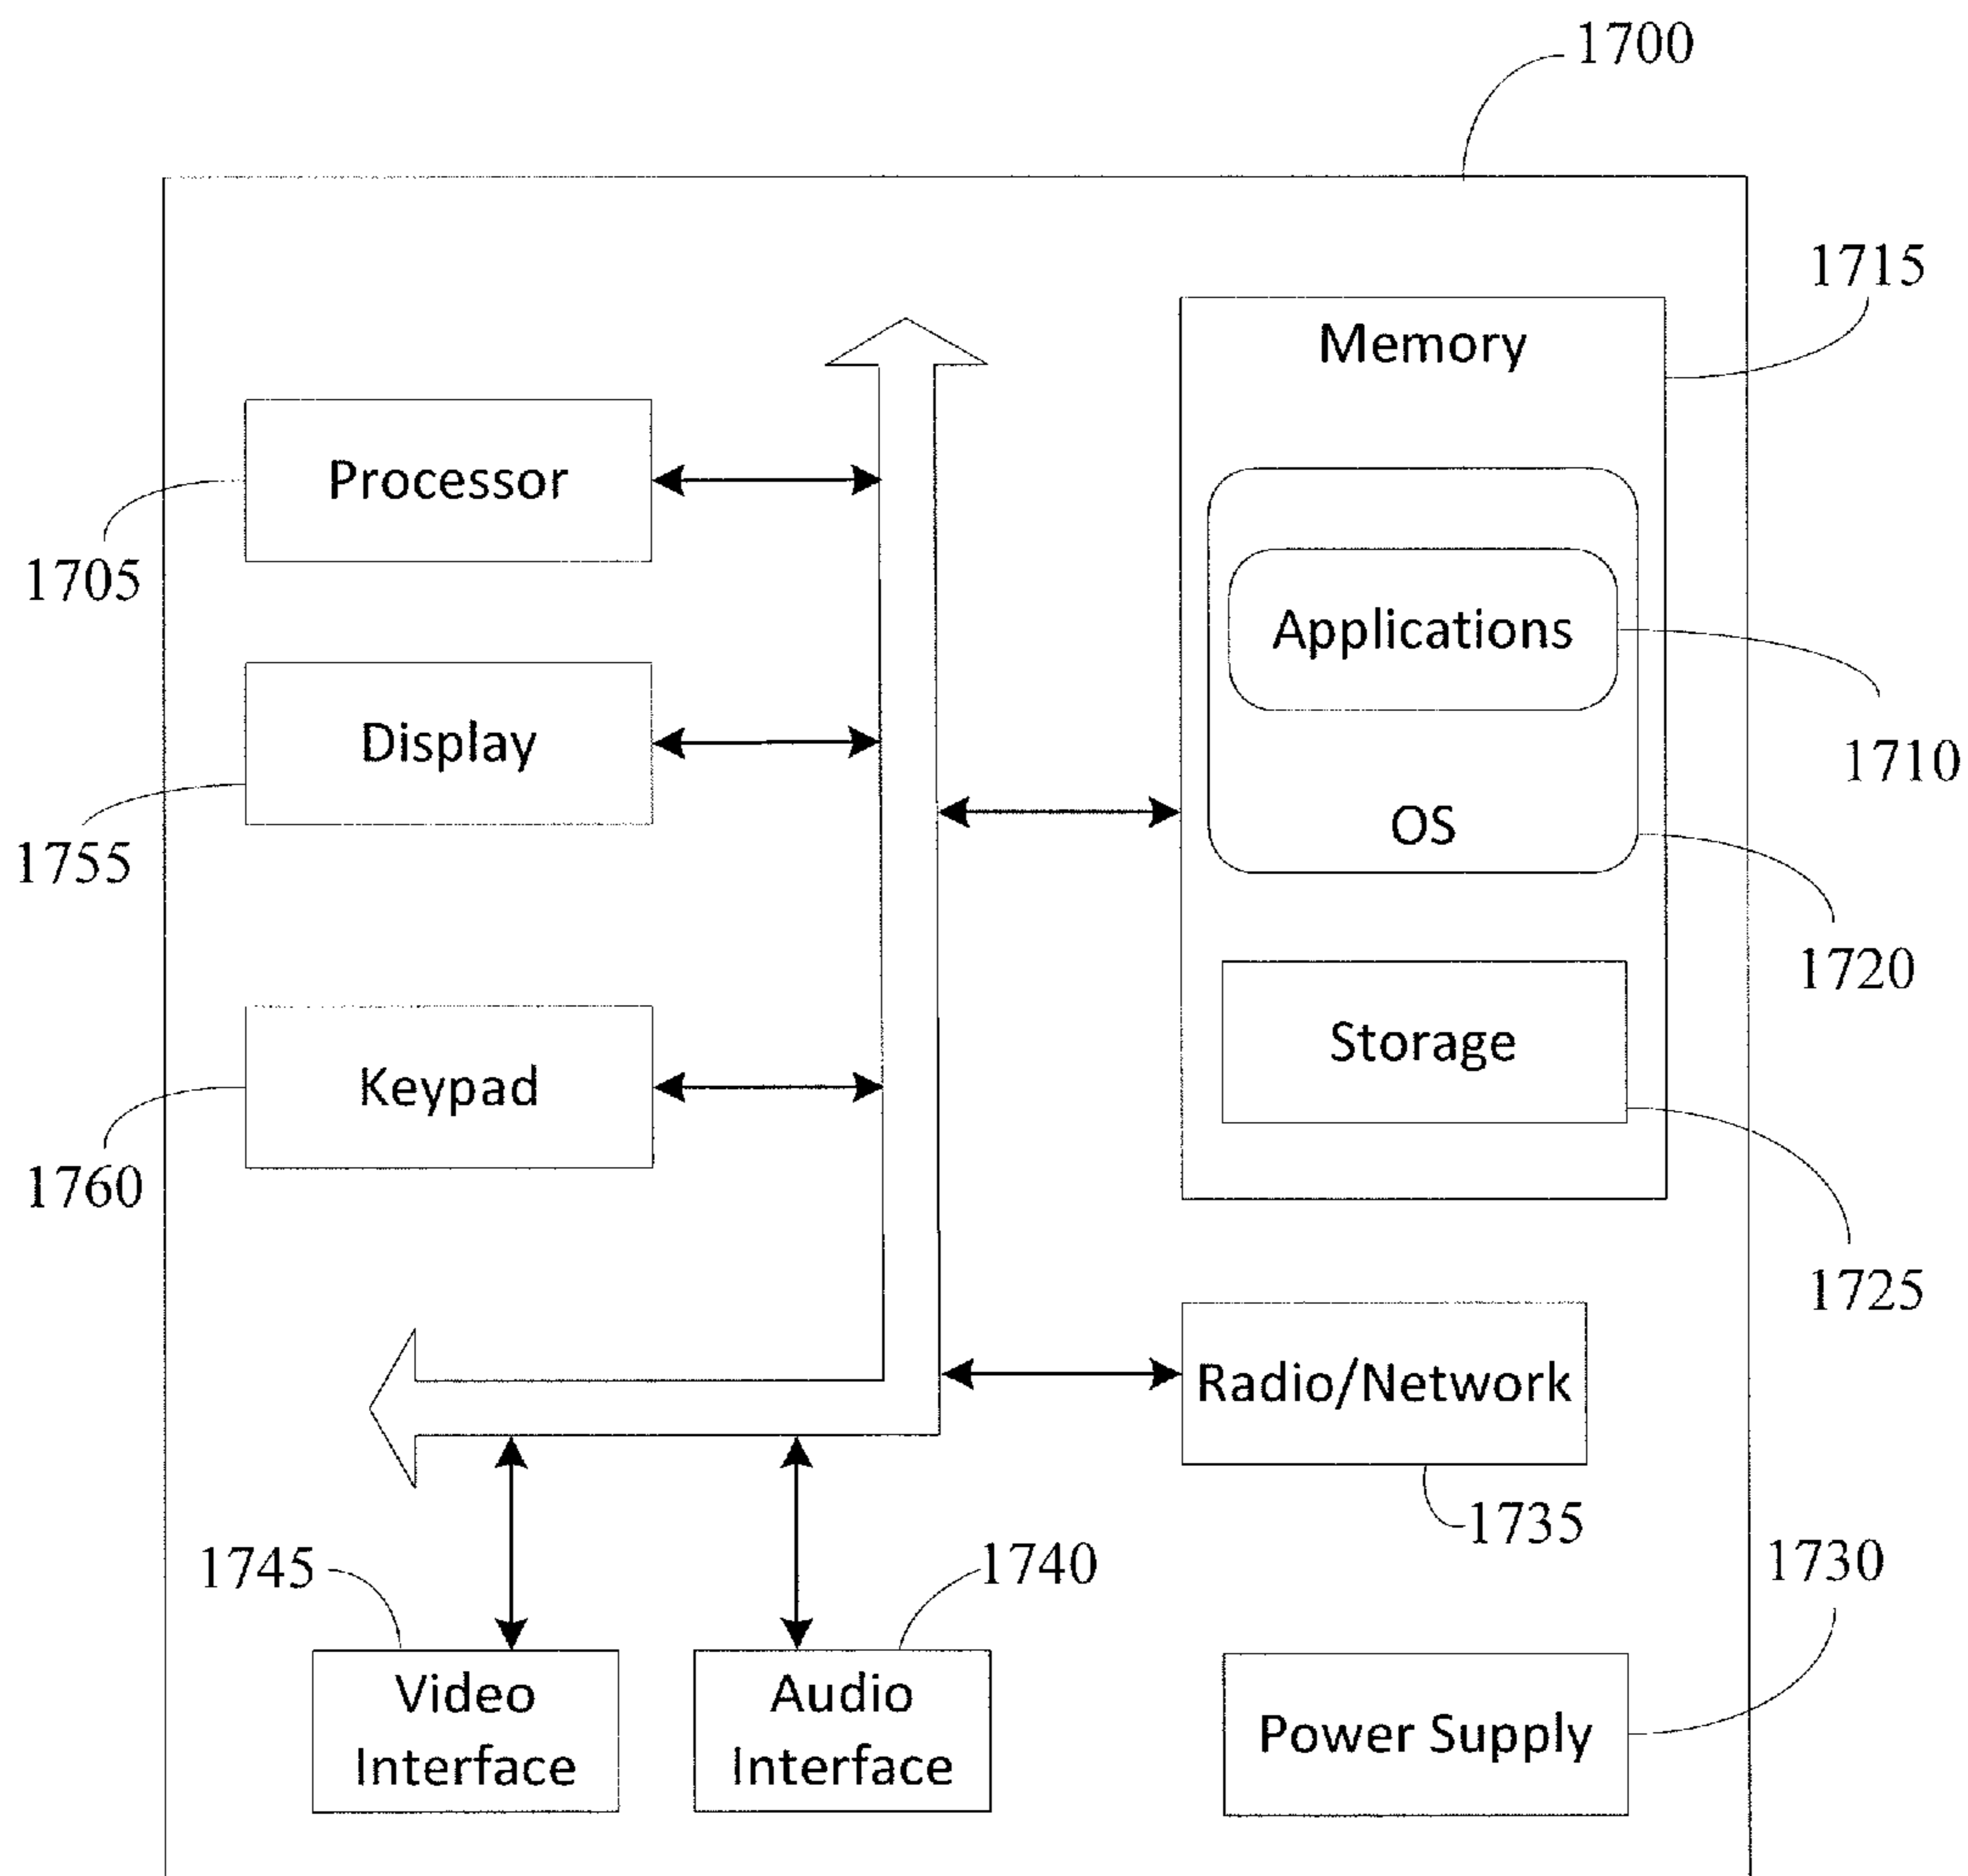 1700
1715
Memory
Processor
1705
Applications
Display
1710
1755
OS
1720
Storage
Keypad
1760
1725
Radio/Network
1735
1745
1740
1730
Video
Interface
Audio
Interface
Power Supply